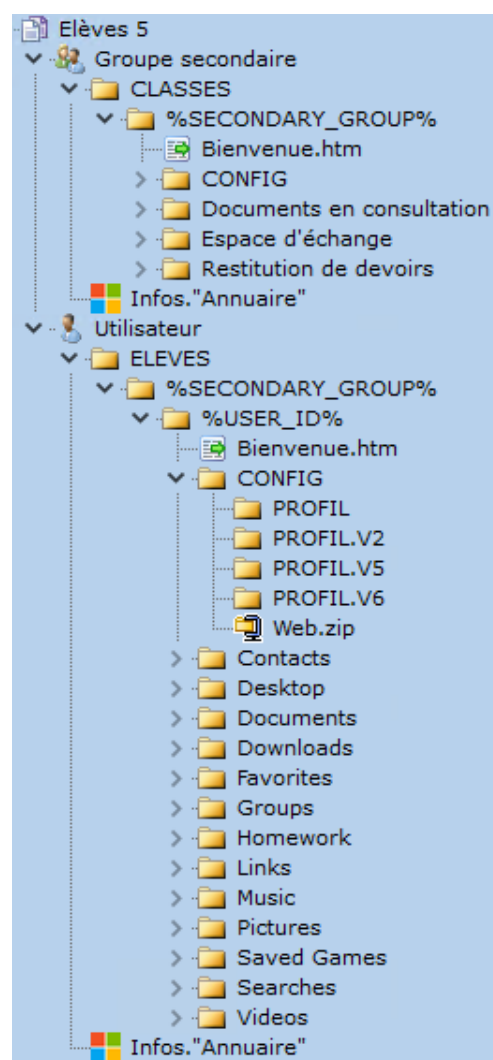 Elèves 5
Groupe secondaire
CLASSES
%SECONDARY_GROUP%
Bienvenue.htm
CONFIG
Documents en consultation
Espace d'échange
Restitution de devoirs
Infos."Annuaire"
Utilisateur
ELEVES
%SECONDARY_GROUP%
%USER_ID%
Bienvenue.htm
CONFIG
PROFIL
PROFIL.V2
PROFIL.V5
PROFIL.V6
Web.zip
Contacts
Desktop
Documents
Downloads
Favorites
Groups
Homework
Links
Music
Pictures
Saved Games
Searches
Videos
Infos."Annuaire"